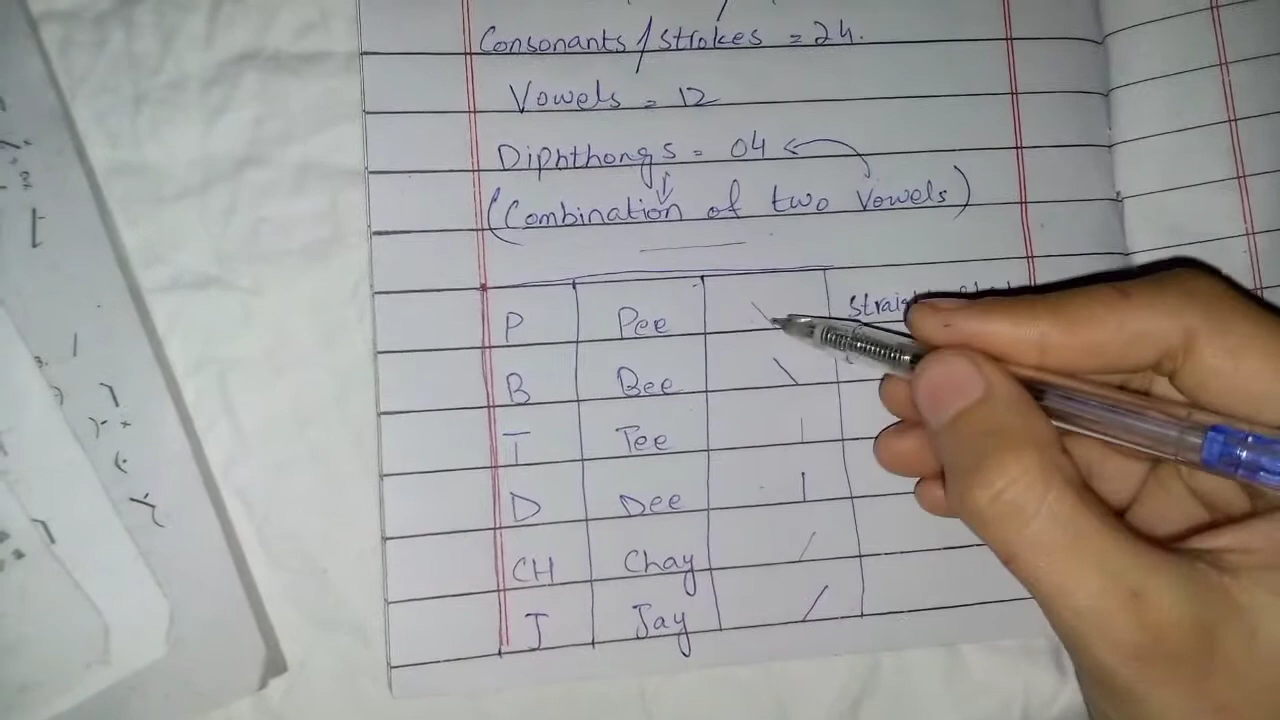 Consonants/strokes = 24.
Vowels = 12
Diphthongs = 04
(Combination of two Vowels)
P Pee \
B Bee \
T Tee |
D Dee |
CH Chay /
J Jay /